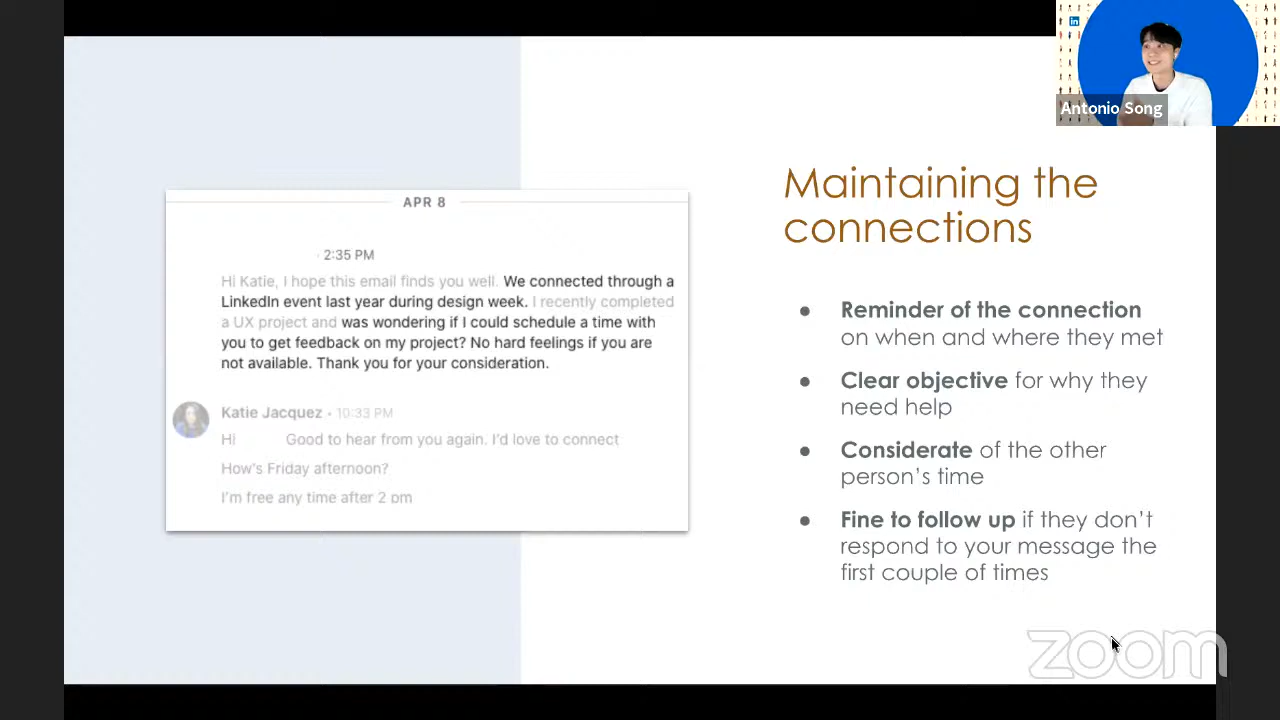 in
Antonio Song
APR 8
· 2:35 PM
Hi Katie, I hope this email finds you well. We connected through a
LinkedIn event last year during design week. I recently completed
a UX project and was wondering if I could schedule a time with
you to get feedback on my project? No hard feelings if you are
not available. Thank you for your consideration.
Katie Jacquez • 10:33 PM
Hi Good to hear from you again. I'd love to connect
How's Friday afternoon?
I'm free any time after 2 pm
Maintaining the
connections
● Reminder of the connection
on when and where they met
● Clear objective for why they
need help
● Considerate of the other
person's time
● Fine to follow up if they don't
respond to your message the
first couple of times
zoom